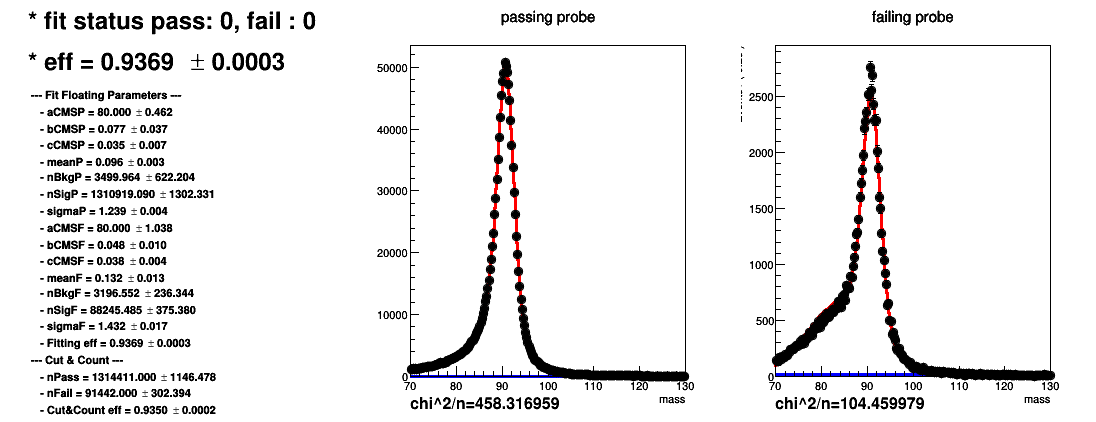 * fit status pass: 0, fail : 0
* eff = 0.9369 ± 0.0003
--- Fit Floating Parameters ---
- aCMSP = 80.000 ± 0.462
- bCMSP = 0.077 ± 0.037
- cCMSP = 0.035 ± 0.007
- meanP = 0.096 ± 0.003
- nBkgP = 3499.964 ± 622.204
- nSigP = 1310919.090 ± 1302.331
- sigmaP = 1.239 ± 0.004
- aCMSF = 80.000 ± 1.038
- bCMSF = 0.048 ± 0.010
- cCMSF = 0.038 ± 0.004
- meanF = 0.132 ± 0.013
- nBkgF = 3196.552 ± 236.344
- nSigF = 88245.485 ± 375.380
- sigmaF = 1.432 ± 0.017
- Fitting eff = 0.9369 ± 0.0003
--- Cut & Count ---
- nPass = 1314411.000 ± 1146.478
- nFail = 91442.000 ± 302.394
- Cut&Count eff = 0.9350 ± 0.0002
passing probe
50000
40000
30000
20000
10000
0
70 80 90 100 110 120 130
mass
chi^2/n=458.316959
failing probe
2500
2000
1500
1000
500
0
70 80 90 100 110 120 130
mass
chi^2/n=104.459979